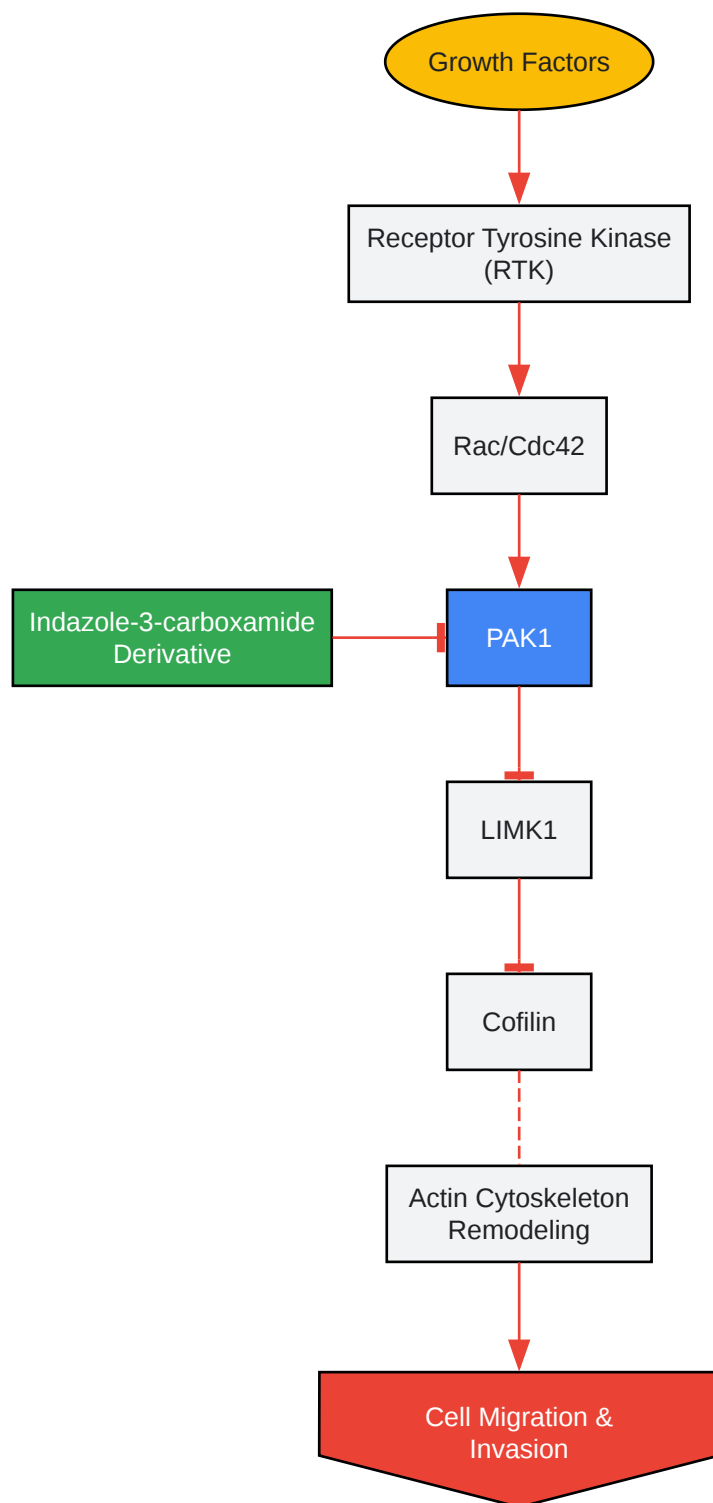 Growth Factors
Receptor Tyrosine Kinase
(RTK)
Rac/Cdc42
Indazole-3-carboxamide
Derivative
PAK1
LIMK1
Cofilin
Actin Cytoskeleton
Remodeling
Cell Migration &
Invasion